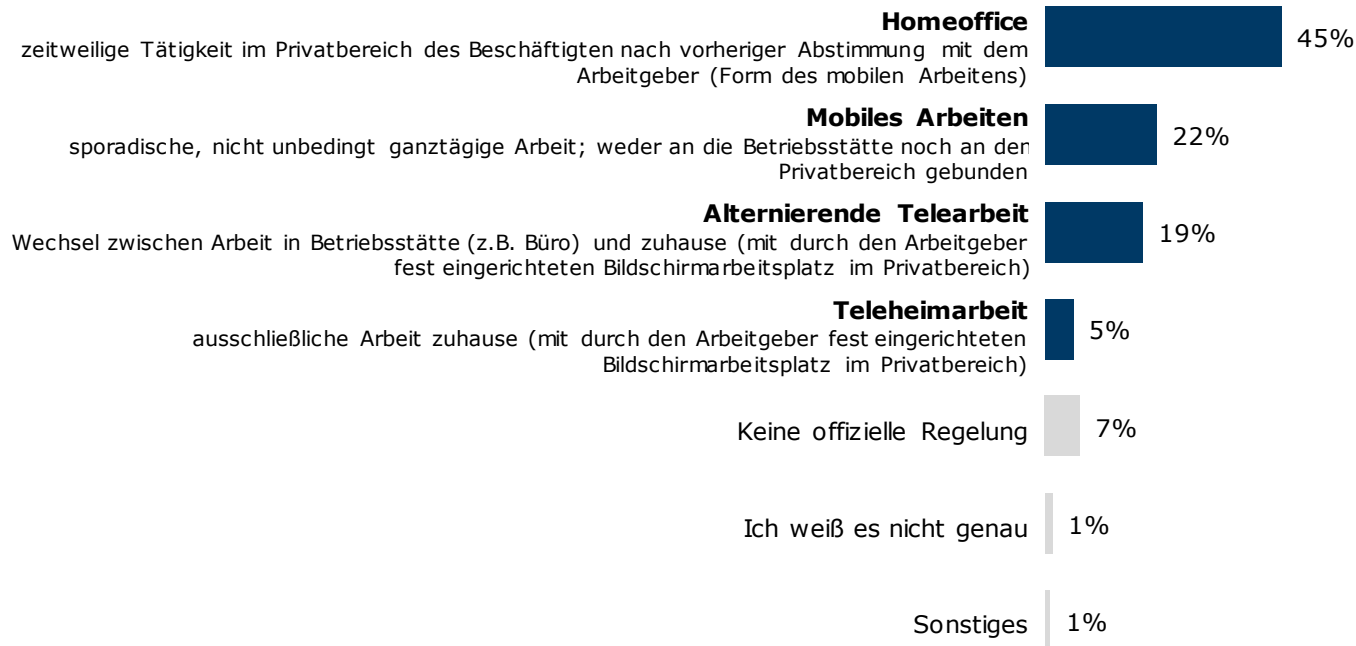 Homeoffice
zeitweilige Tätigkeit im Privatbereich des Beschäftigten nach vorheriger Abstimmung mit dem
Arbeitgeber (Form des mobilen Arbeitens)
45%
Mobiles Arbeiten
sporadische, nicht unbedingt ganztägige Arbeit; weder an die Betriebsstätte noch an den
Privatbereich gebunden
22%
Alternierende Telearbeit
Wechsel zwischen Arbeit in Betriebsstätte (z.B. Büro) und zuhause (mit durch den Arbeitgeber
fest eingerichteten Bildschirmarbeitsplatz im Privatbereich)
19%
Teleheimarbeit
ausschließliche Arbeit zuhause (mit durch den Arbeitgeber fest eingerichteten
Bildschirmarbeitsplatz im Privatbereich)
5%
Keine offizielle Regelung
7%
Ich weiß es nicht genau
1%
Sonstiges
1%